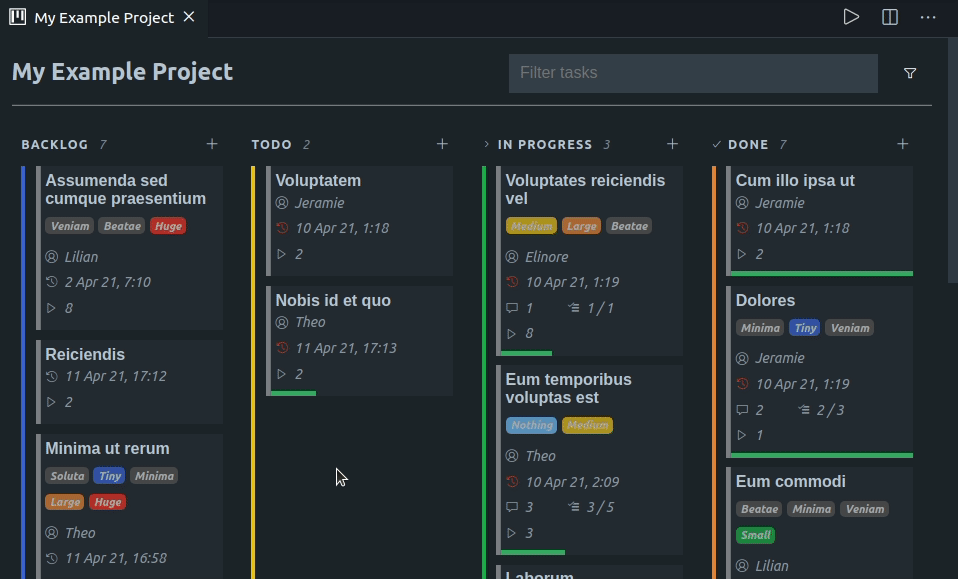 My Example Project
My Example Project
Filter tasks
BACKLOG 7
Assumenda sed
cumque praesentium
Veniam Beatae Huge
Lilian
2 Apr 21, 7:10
8
Reiciendis
11 Apr 21, 17:12
2
Minima ut rerum
Soluta Tiny Minima
Large Huge
Theo
11 Apr 21, 16:58
TODO 2
Voluptatem
Jeramie
10 Apr 21, 1:18
2
Nobis id et quo
Theo
11 Apr 21, 17:13
2
IN PROGRESS 3
Voluptates reiciendis
vel
Medium Large Beatae
Elinore
10 Apr 21, 1:19
1 1 / 1
8
Eum temporibus
voluptas est
Nothing Medium
Theo
10 Apr 21, 2:09
3 3 / 5
3
Laborum
DONE 7
Cum illo ipsa ut
Jeramie
10 Apr 21, 1:18
2
Dolores
Minima Tiny Veniam
Jeramie
10 Apr 21, 1:19
2 2 / 3
1
Eum commodi
Beatae Minima Veniam
Small
Lilian